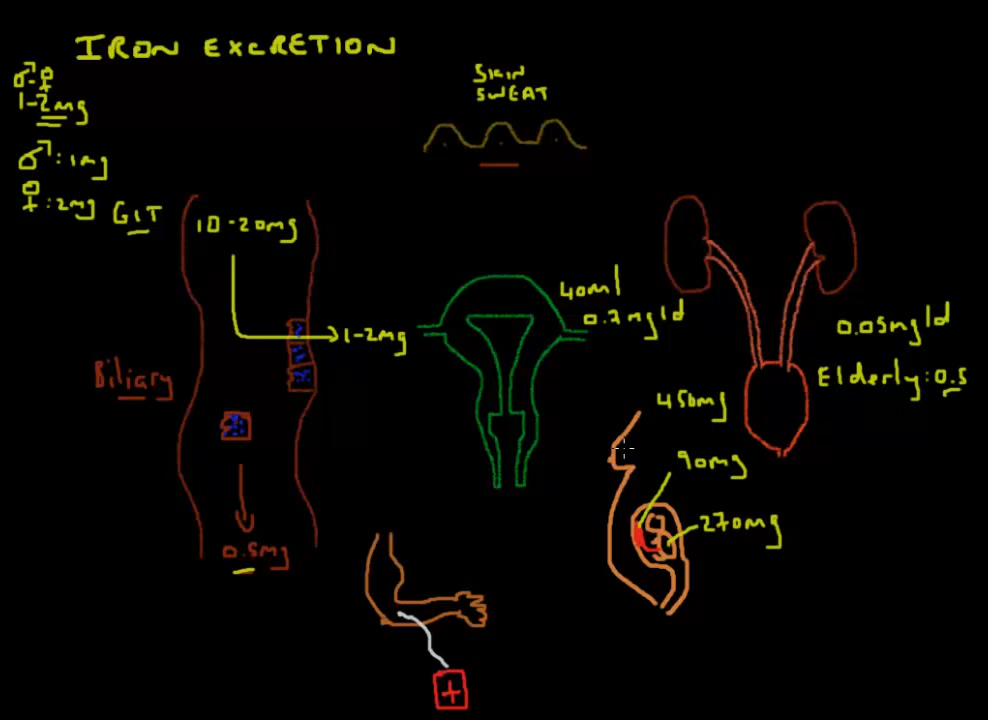 IRON EXCRETION
♂-♀
1-2mg
♂:1mg
♀:2mg
GIT
SKIN
SWEAT
10-20mg
1-2mg
Biliary
0.5mg
40ml
0.7mg/d
0.05mg/d
Elderly:0.5
450mg
90mg
270mg
+